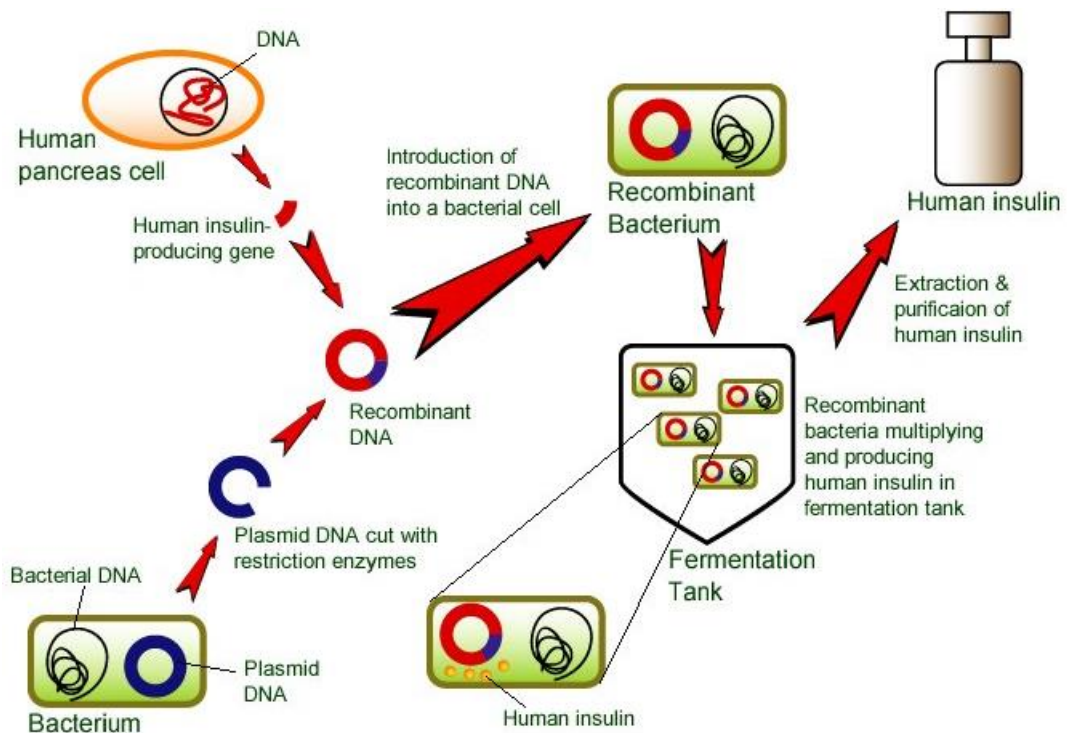 DNA
Human
pancreas cell
Human insulin-
producing gene
Introduction of
recombinant DNA
into a bacterial cell
Recombinant
Bacterium
Human insulin
Extraction &
purificaion of
human insulin
Recombinant
DNA
Plasmid DNA cut with
restriction enzymes
Recombinant
bacteria multiplying
and producing
human insulin in
fermentation tank
Fermentation
Tank
Bacterial DNA
Plasmid
DNA
Bacterium
Human insulin